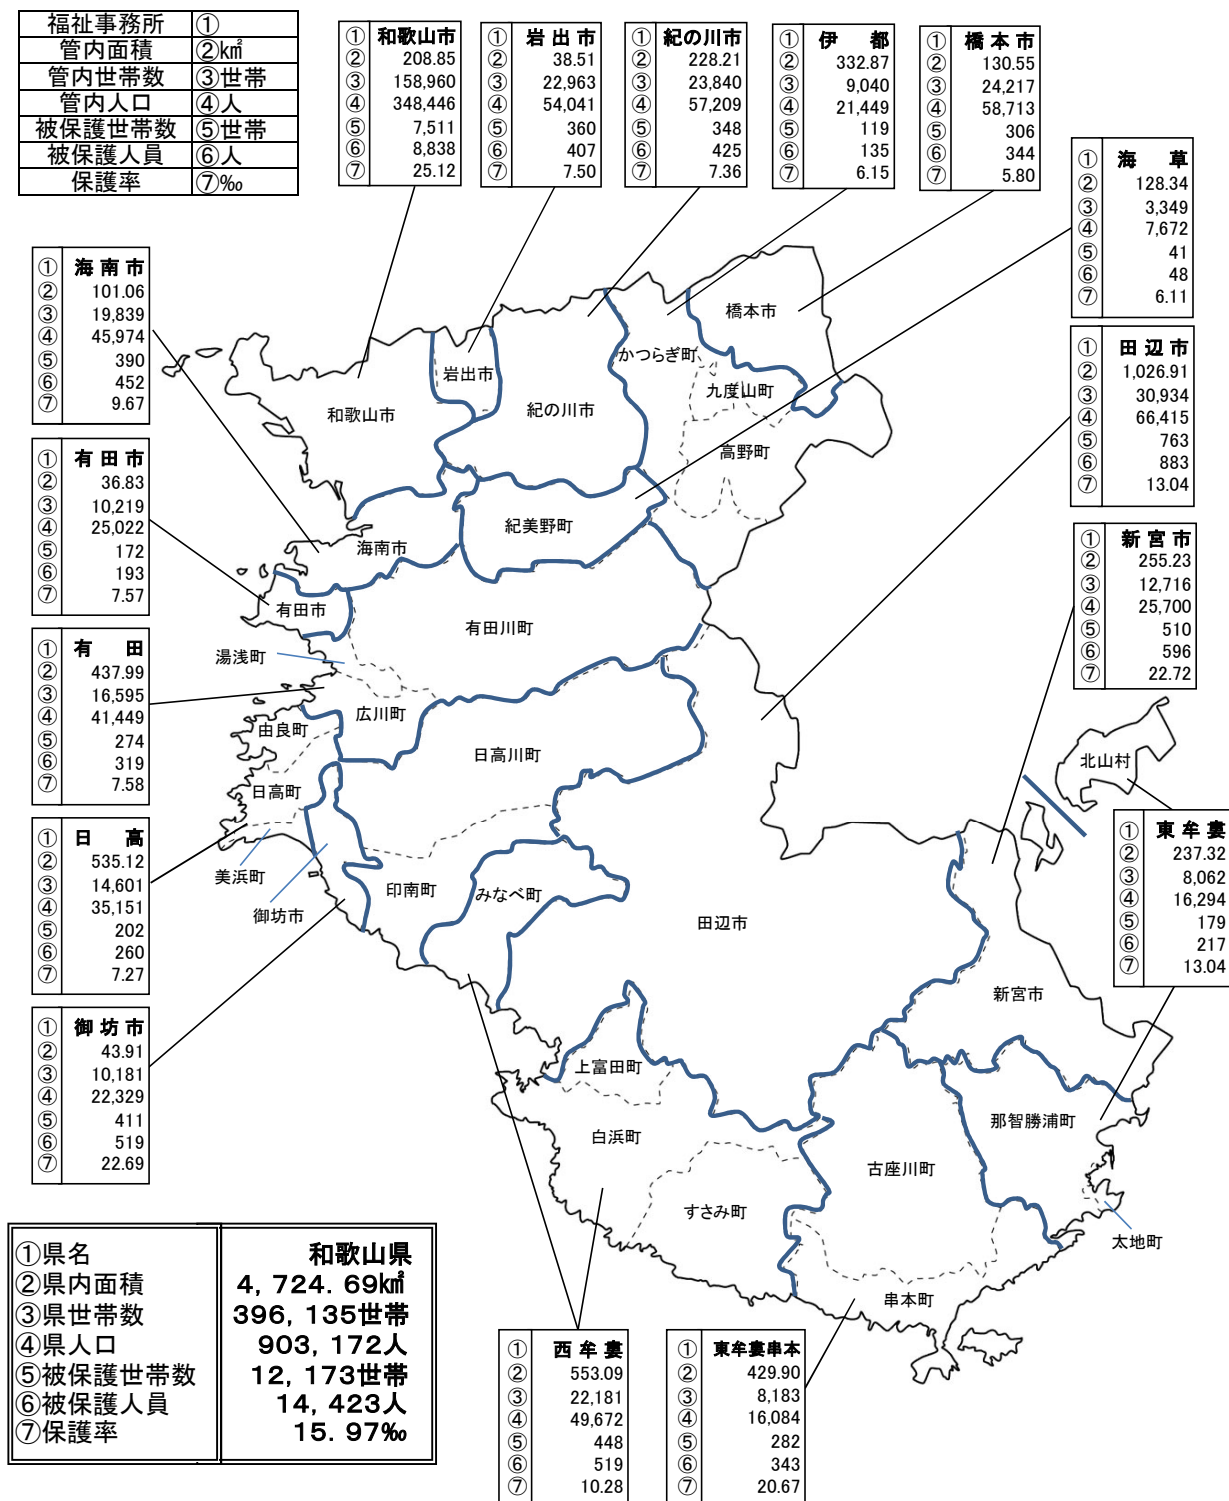 福祉事務所 ①
管内面積 ②㎢
管内世帯数 ③世帯
管内人口 ④人
被保護世帯数 ⑤世帯
被保護人員 ⑥人
保護率 ⑦‰
① 和歌山市
② 208.85
③ 158,960
④ 348,446
⑤ 7,511
⑥ 8,838
⑦ 25.12
① 岩出市
② 38.51
③ 22,963
④ 54,041
⑤ 360
⑥ 407
⑦ 7.50
① 紀の川市
② 228.21
③ 23,840
④ 57,209
⑤ 348
⑥ 425
⑦ 7.36
① 伊都
② 332.87
③ 9,040
④ 21,449
⑤ 119
⑥ 135
⑦ 6.15
① 橋本市
② 130.55
③ 24,217
④ 58,713
⑤ 306
⑥ 344
⑦ 5.80
① 海草
② 128.34
③ 3,349
④ 7,672
⑤ 41
⑥ 48
⑦ 6.11
① 海南市
② 101.06
③ 19,839
④ 45,974
⑤ 390
⑥ 452
⑦ 9.67
① 田辺市
② 1,026.91
③ 30,934
④ 66,415
⑤ 763
⑥ 883
⑦ 13.04
① 有田市
② 36.83
③ 10,219
④ 25,022
⑤ 172
⑥ 193
⑦ 7.57
① 新宮市
② 255.23
③ 12,716
④ 25,700
⑤ 510
⑥ 596
⑦ 22.72
① 有田
② 437.99
③ 16,595
④ 41,449
⑤ 274
⑥ 319
⑦ 7.58
① 日高
② 535.12
③ 14,601
④ 35,151
⑤ 202
⑥ 260
⑦ 7.27
① 東牟婁
② 237.32
③ 8,062
④ 16,294
⑤ 179
⑥ 217
⑦ 13.04
① 御坊市
② 43.91
③ 10,181
④ 22,329
⑤ 411
⑥ 519
⑦ 22.69
橋本市
かつらぎ町
岩出市
九度山町
和歌山市
紀の川市
高野町
紀美野町
海南市
有田市
有田川町
湯浅町
広川町
由良町
日高川町
北山村
日高町
美浜町
印南町
みなべ町
御坊市
田辺市
新宮市
上富田町
那智勝浦町
白浜町
古座川町
すさみ町
太地町
串本町
①県名 和歌山県
②県内面積 4,724.69㎢
③県世帯数 396,135世帯
④県人口 903,172人
⑤被保護世帯数 12,173世帯
⑥被保護人員 14,423人
⑦保護率 15.97‰
① 西牟婁
② 553.09
③ 22,181
④ 49,672
⑤ 448
⑥ 519
⑦ 10.28
① 東牟婁串本
② 429.90
③ 8,183
④ 16,084
⑤ 282
⑥ 343
⑦ 20.67